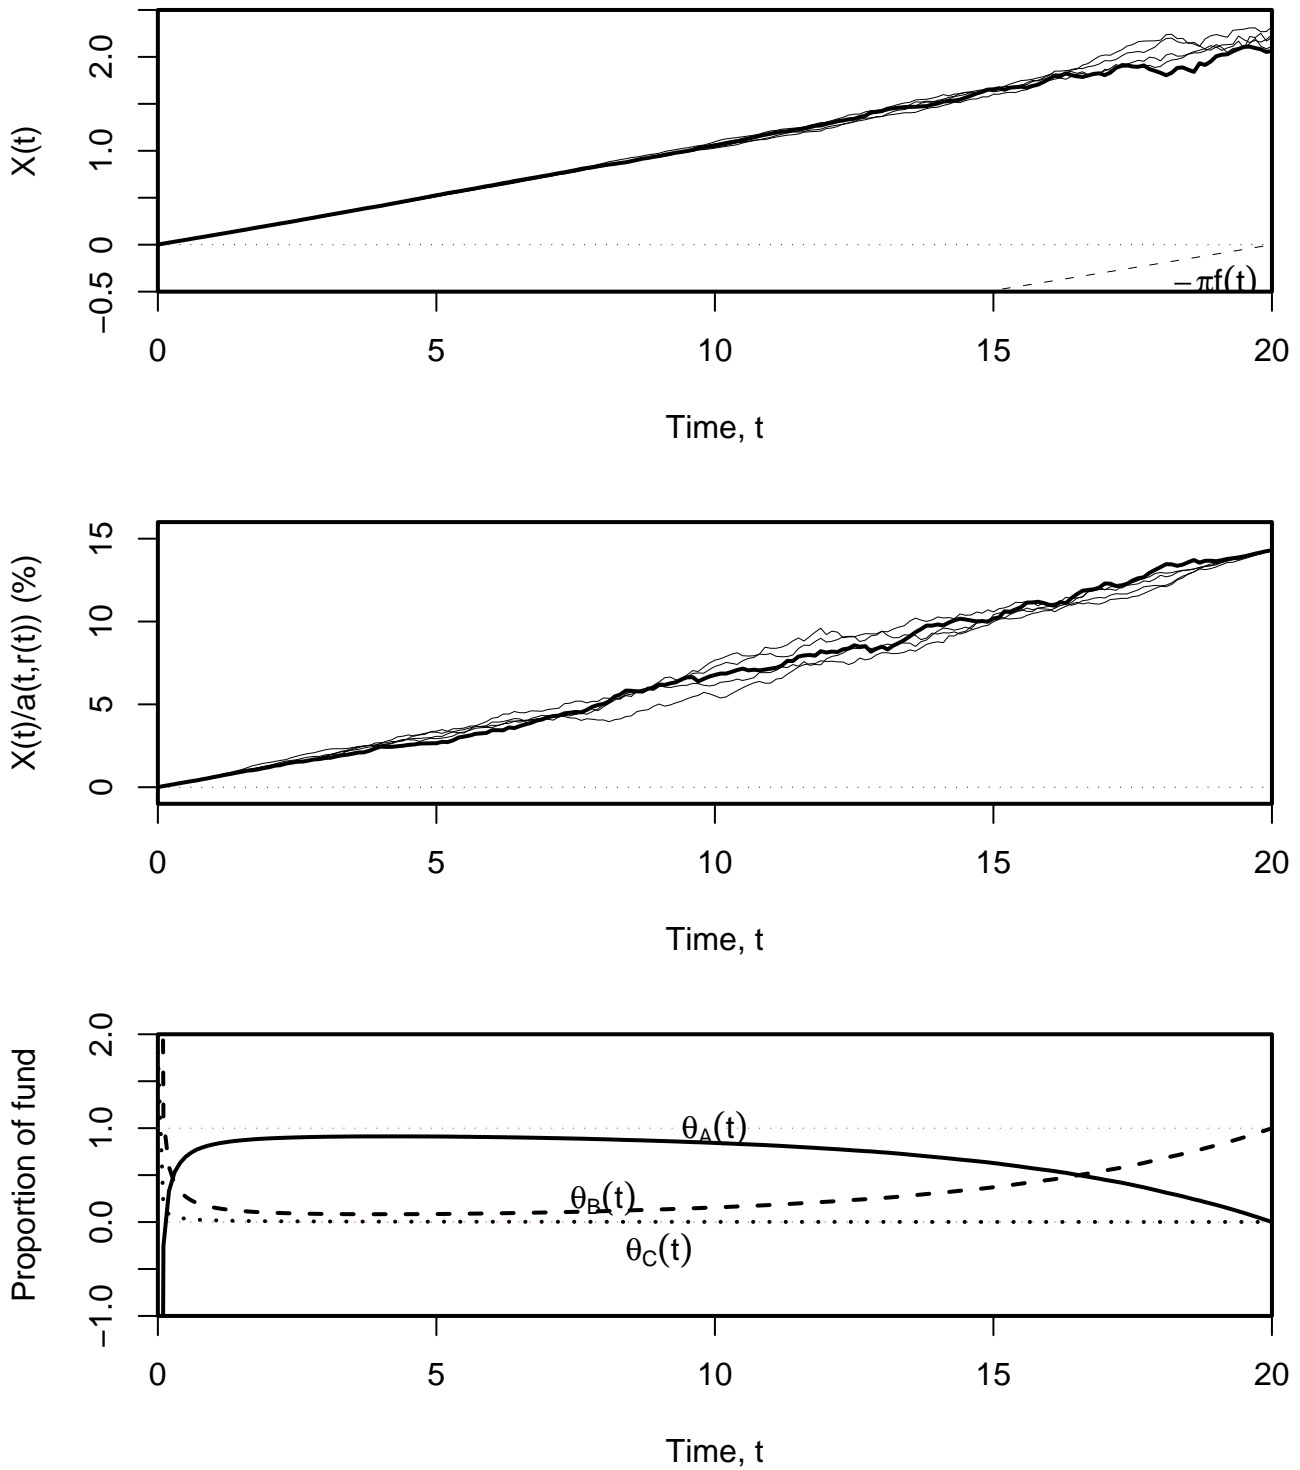 X(t)
2.0
1.0
0
−0.5
−πf(t)
0 5 10 15 20
Time, t
X(t)/a(t,r(t)) (%)
15
10
5
0
0 5 10 15 20
Time, t
Proportion of fund
2.0
1.0
0.0
−1.0
θA(t)
θB(t)
θC(t)
0 5 10 15 20
Time, t